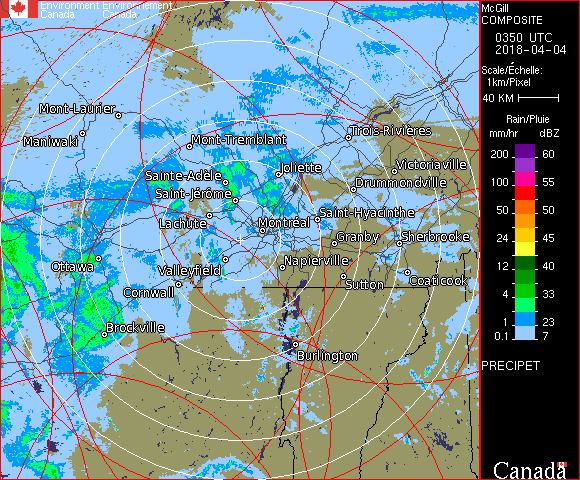 Environment Environnement
Canada Canada
McGill
COMPOSITE
0350 UTC
2018-04-04
Scale/Échelle:
1km/Pixel
40 KM
Rain/Pluie
mm/hr dBZ
200 60
100 55
50 50
24 45
12 40
4 33
1 23
0.1 7
PRECIPET
Canada
Mont-Laurier
Maniwaki
Mont-Tremblant
Trois-Rivières
Sainte-Adèle
Joliette
Victoriaville
Saint-Jérôme
Drummondville
Lachute
Montréal
Saint-Hyacinthe
Granby
Sherbrooke
Ottawa
Valleyfield
Napierville
Cornwall
Sutton
Coaticook
Brockville
Burlington